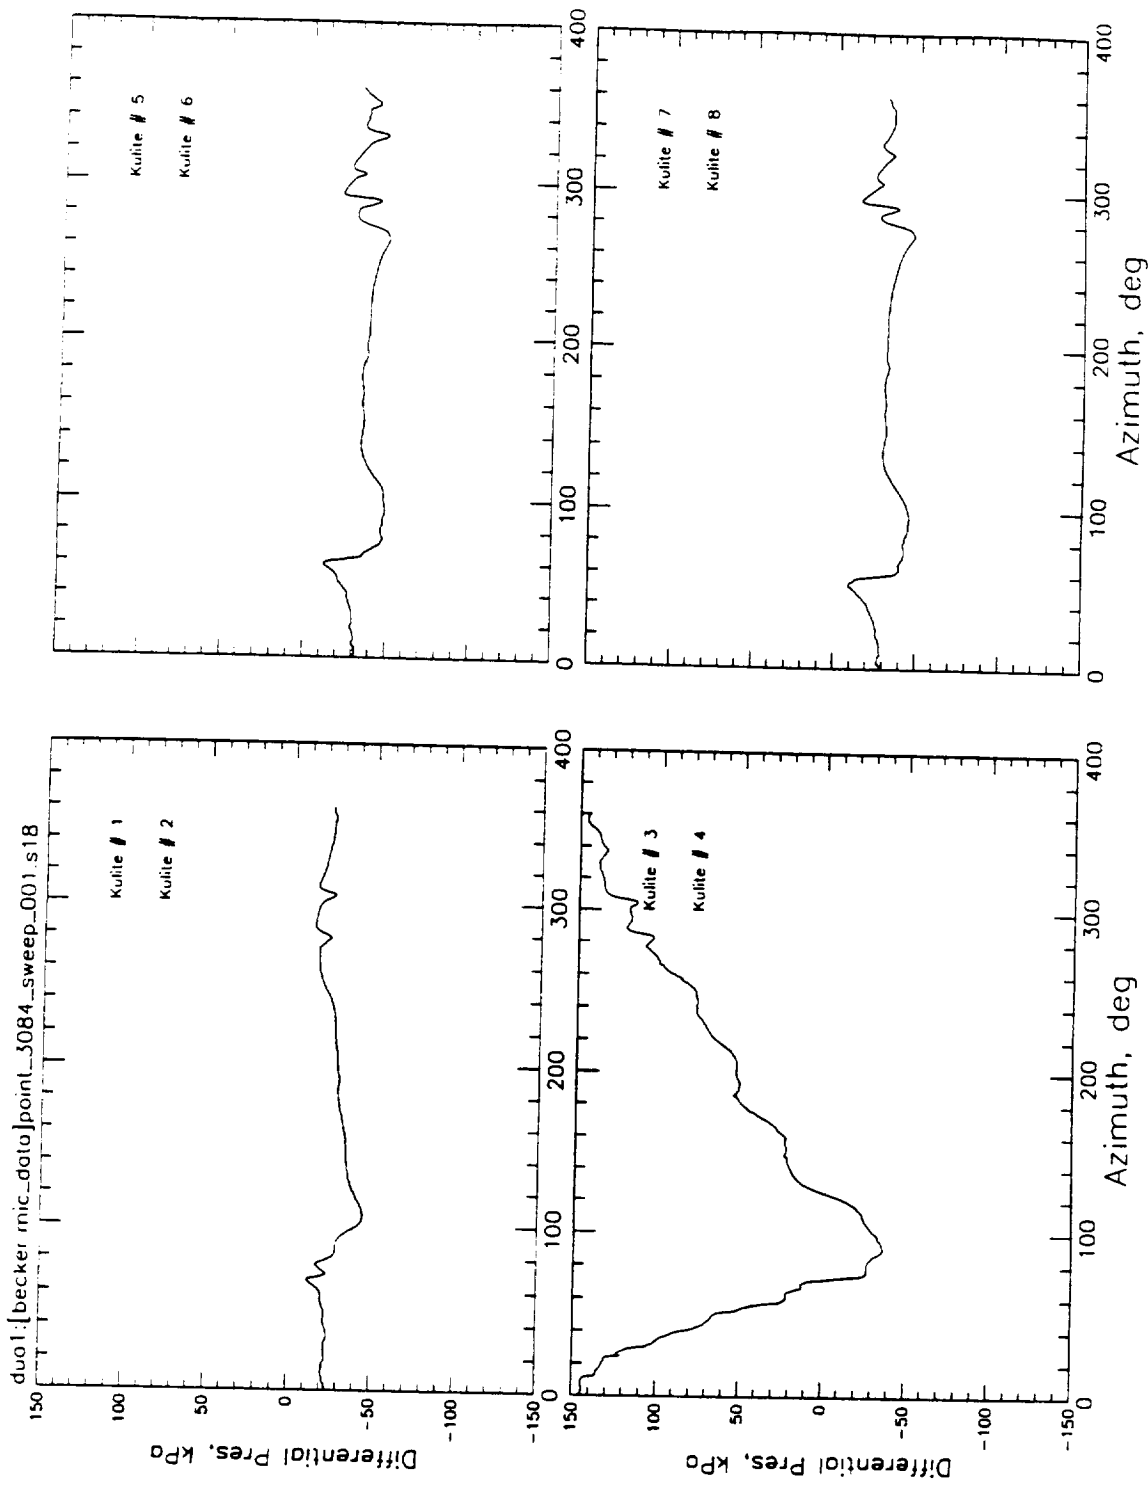 duo1:[becker.mic_data]point_3084_sweep_001.s18
Differential Pres, kPa
150
100
50
0
-50
-100
-150
Kulite # 1
Kulite # 2
0
100
200
300
400
Kulite # 5
Kulite # 6
0
100
200
300
400
Differential Pres, kPa
150
100
50
0
-50
-100
-150
Kulite # 3
Kulite # 4
0
100
200
300
400
Azimuth, deg
Kulite # 7
Kulite # 8
0
100
200
300
400
Azimuth, deg